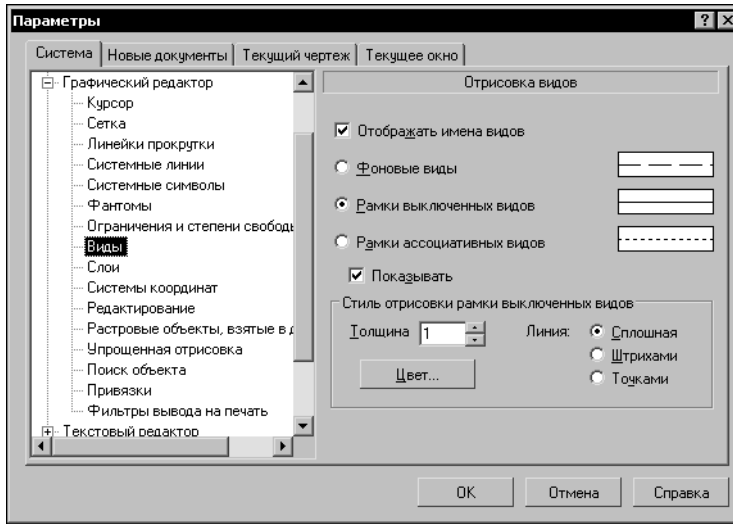 Параметры
Система
Новые документы
Текущий чертеж
Текущее окно
Графический редактор
Курсор
Сетка
Линейки прокрутки
Системные линии
Системные символы
Фантомы
Ограничения и степени свободы
Виды
Слои
Системы координат
Редактирование
Растровые объекты, взятые в д
Упрощенная отрисовка
Поиск объекта
Привязки
Фильтры вывода на печать
Текстовый редактор
Отрисовка видов
Отображать имена видов
Фоновые виды
Рамки выключенных видов
Рамки ассоциативных видов
Показывать
Стиль отрисовки рамки выключенных видов
Толщина 1 Линия: Сплошная
Штрихами
Цвет...
Точками
OK Отмена Справка